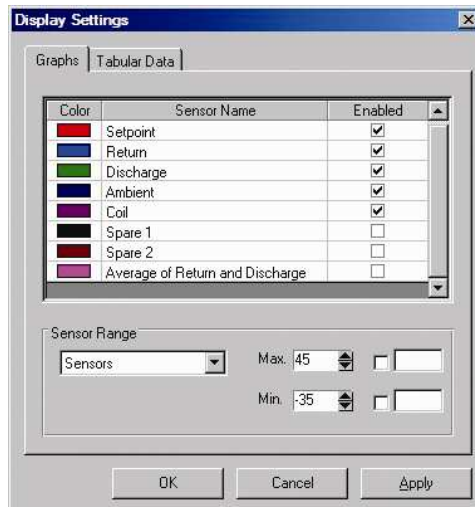 Display Settings
Graphs Tabular Data
Color Sensor Name Enabled
Setpoint
Return
Discharge
Ambient
Coil
Spare 1
Spare 2
Average of Return and Discharge
Sensor Range
Sensors Max. 45
Min. -35
OK Cancel Apply